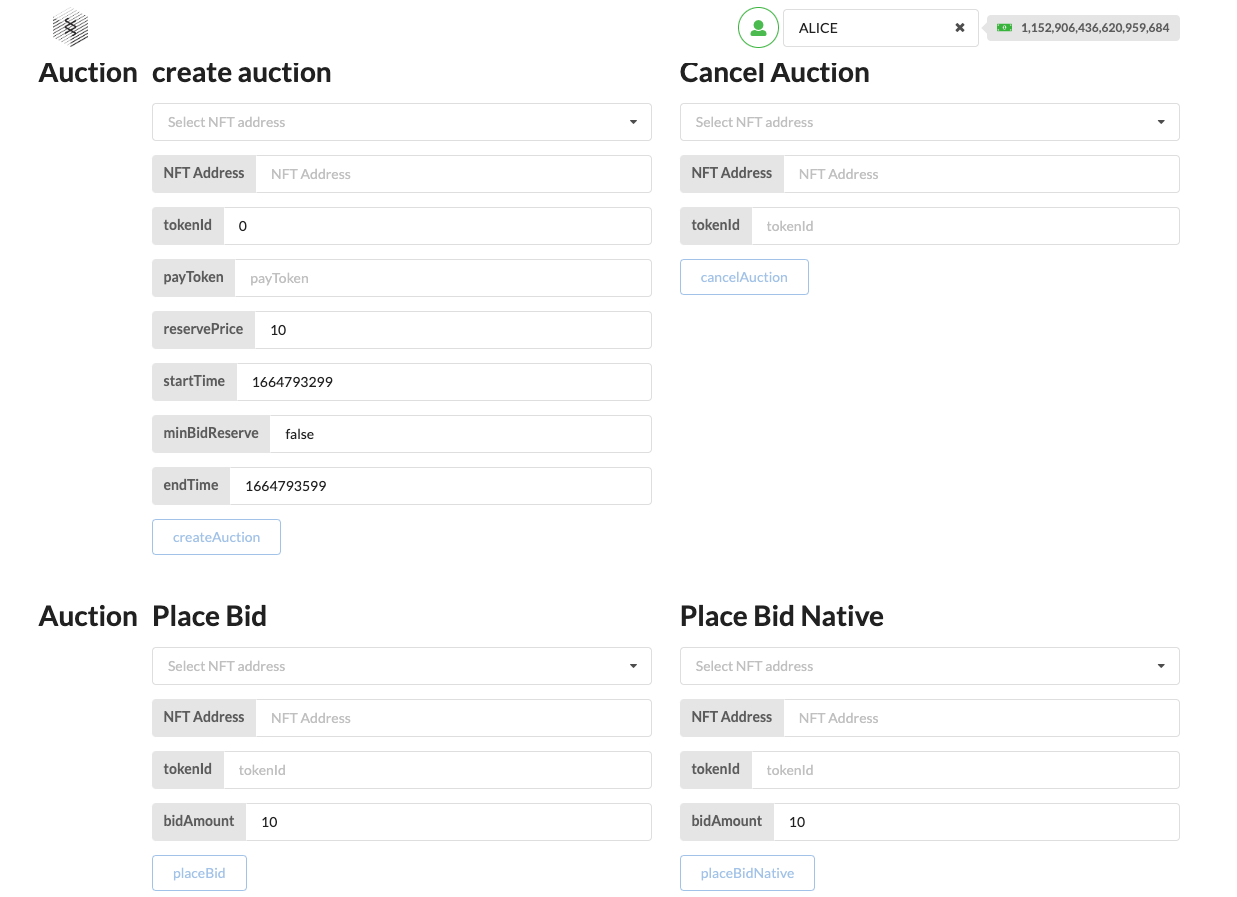 ALICE
1,152,906,436,620,959,684
Auction
create auction
Select NFT address
NFT Address NFT Address
tokenId 0
payToken payToken
reservePrice 10
startTime 1664793299
minBidReserve false
endTime 1664793599
createAuction
Cancel Auction
Select NFT address
NFT Address NFT Address
tokenId tokenId
cancelAuction
Auction
Place Bid
Select NFT address
NFT Address NFT Address
tokenId tokenId
bidAmount 10
placeBid
Place Bid Native
Select NFT address
NFT Address NFT Address
tokenId tokenId
bidAmount 10
placeBidNative